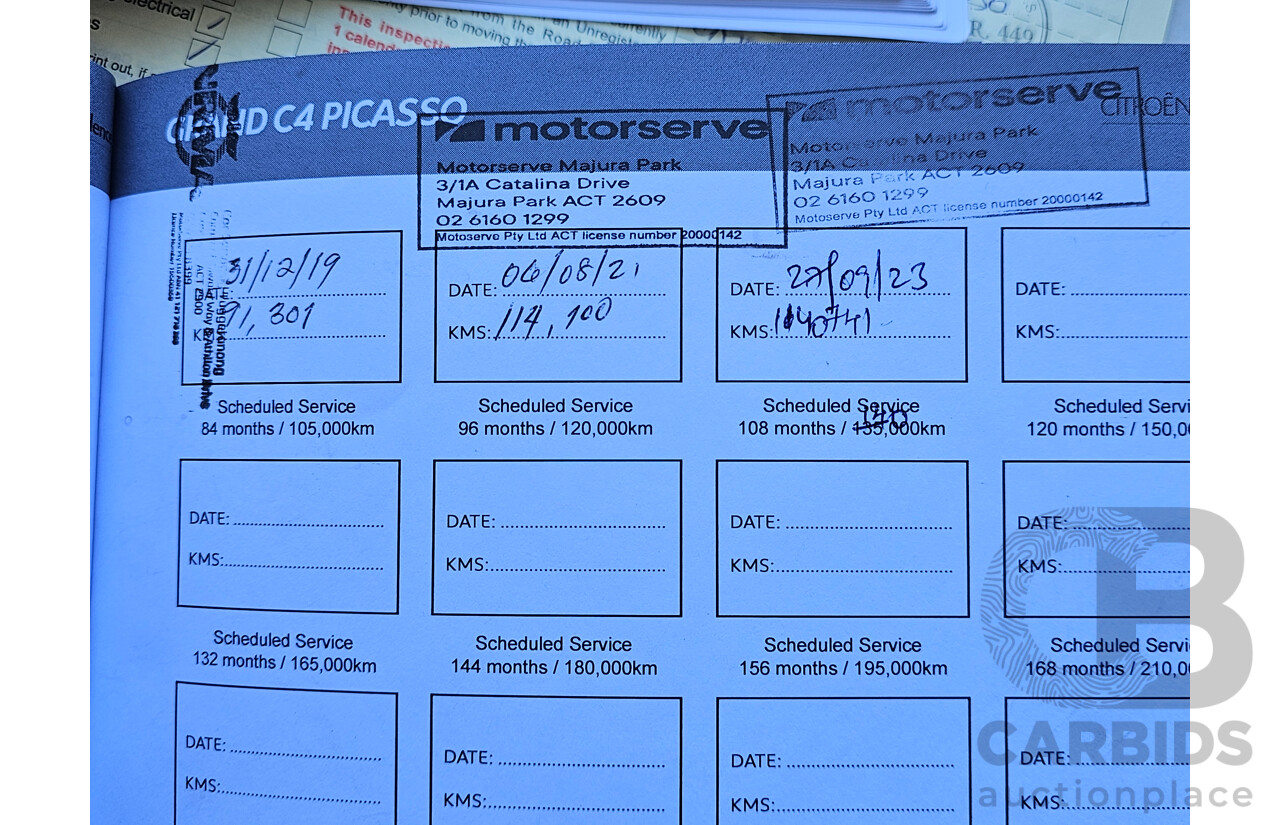 electrical
This inspecti
1 calenda
R. 449
GRAND C4 PICASSO
CITROËN
motorserve
Motorserve Majura Park
3/1A Catalina Drive
Majura Park ACT 2609
02 6160 1299
Motoserve Pty Ltd ACT license number 20000142
motorserve
Motorserve Majura Park
3/1A Catalina Drive
Majura Park ACT 2609
02 6160 1299
Motoserve Pty Ltd ACT license number 20000142
31/12/19
91,301
DATE: 06/08/21
KMS: 114,100
DATE: 27/09/23
KMS: 140741
DATE:
KMS:
Scheduled Service
84 months / 105,000km
Scheduled Service
96 months / 120,000km
Scheduled Service
140
108 months / 135,000km
Scheduled Servi
120 months / 150,0
DATE:
KMS:
DATE:
KMS:
DATE:
KMS:
DATE:
KMS:
Scheduled Service
132 months / 165,000km
Scheduled Service
144 months / 180,000km
Scheduled Service
156 months / 195,000km
Scheduled Servi
168 months / 210,0
DATE:
KMS:
DATE:
KMS:
DATE:
KMS:
DATE:
KMS:
CB
CARBIDS
auctionplace